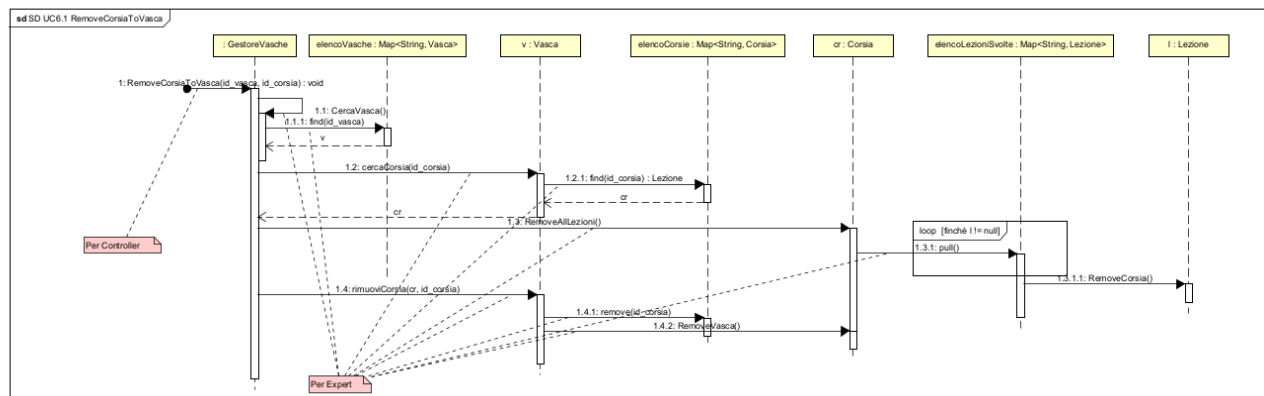 sd SD UC6.1 RemoveCorsiaToVasca
: GestoreVasche
elencoVasche : Map<String, Vasca>
v : Vasca
elencoCorsie : Map<String, Corsia>
cr : Corsia
elencoLezioniSvolte : Map<String, Lezione>
l : Lezione
1: RemoveCorsiaToVasca(id_vasca, id_corsia) : void
1.1: CercaVasca()
1.1.1: find(id_vasca)
v
1.2: cercaCorsia(id_corsia)
1.2.1: find(id_corsia) : Lezione
cr
cr
1.3: RemoveAllLezioni()
loop [finchè l != null]
Per Controller
1.3.1: pull()
1.3.1.1: RemoveCorsia()
1.4: rimuoviCorsia(cr, id_corsia)
1.4.1: remove(id_corsia)
1.4.2: RemoveVasca()
Per Expert